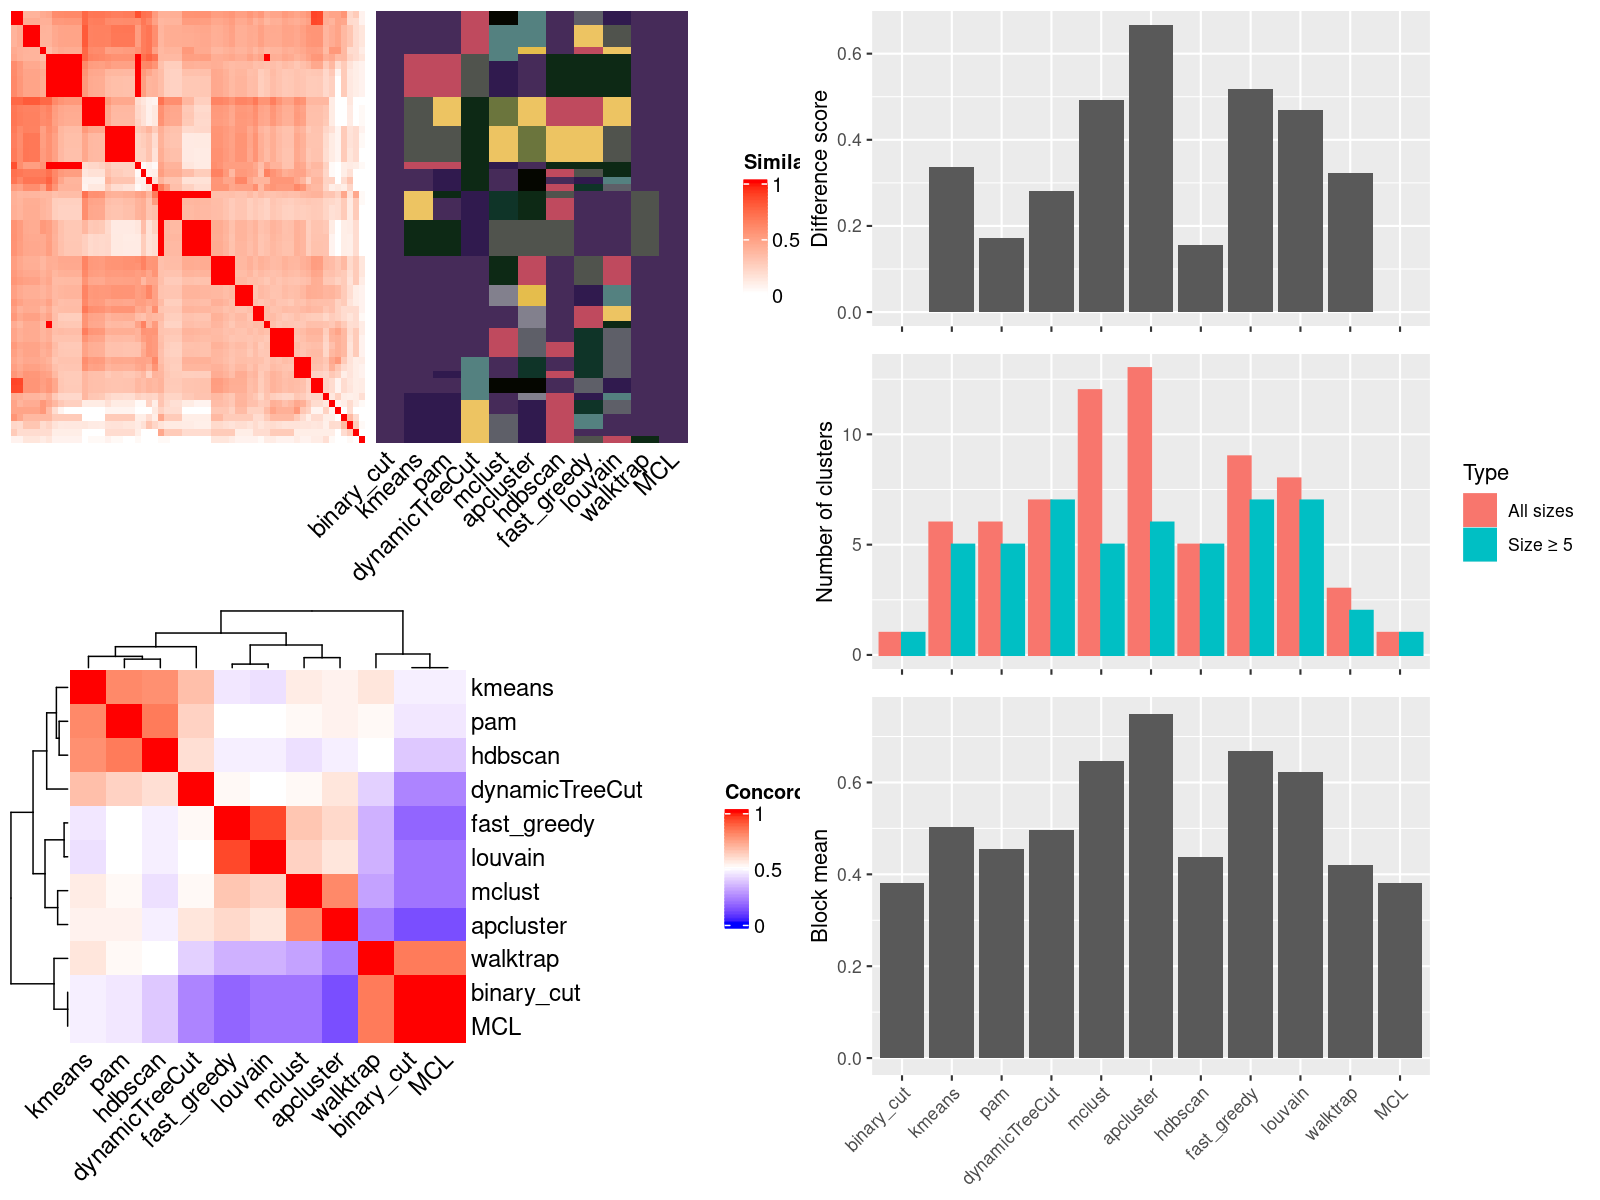 Simila
1
0.5
0
binary_cut
kmeans
pam
dynamicTreeCut
mclust
apcluster
hdbscan
fast_greedy
louvain
walktrap
MCL
kmeans
pam
hdbscan
dynamicTreeCut
fast_greedy
louvain
mclust
apcluster
walktrap
binary_cut
MCL
Concord
1
0.5
0
kmeans
pam
hdbscan
dynamicTreeCut
fast_greedy
louvain
mclust
apcluster
walktrap
binary_cut
MCL
Difference score
0.6
0.4
0.2
0.0
Number of clusters
10
5
0
Type
All sizes
Size ≥ 5
Block mean
0.6
0.4
0.2
0.0
binary_cut
kmeans
pam
dynamicTreeCut
mclust
apcluster
hdbscan
fast_greedy
louvain
walktrap
MCL